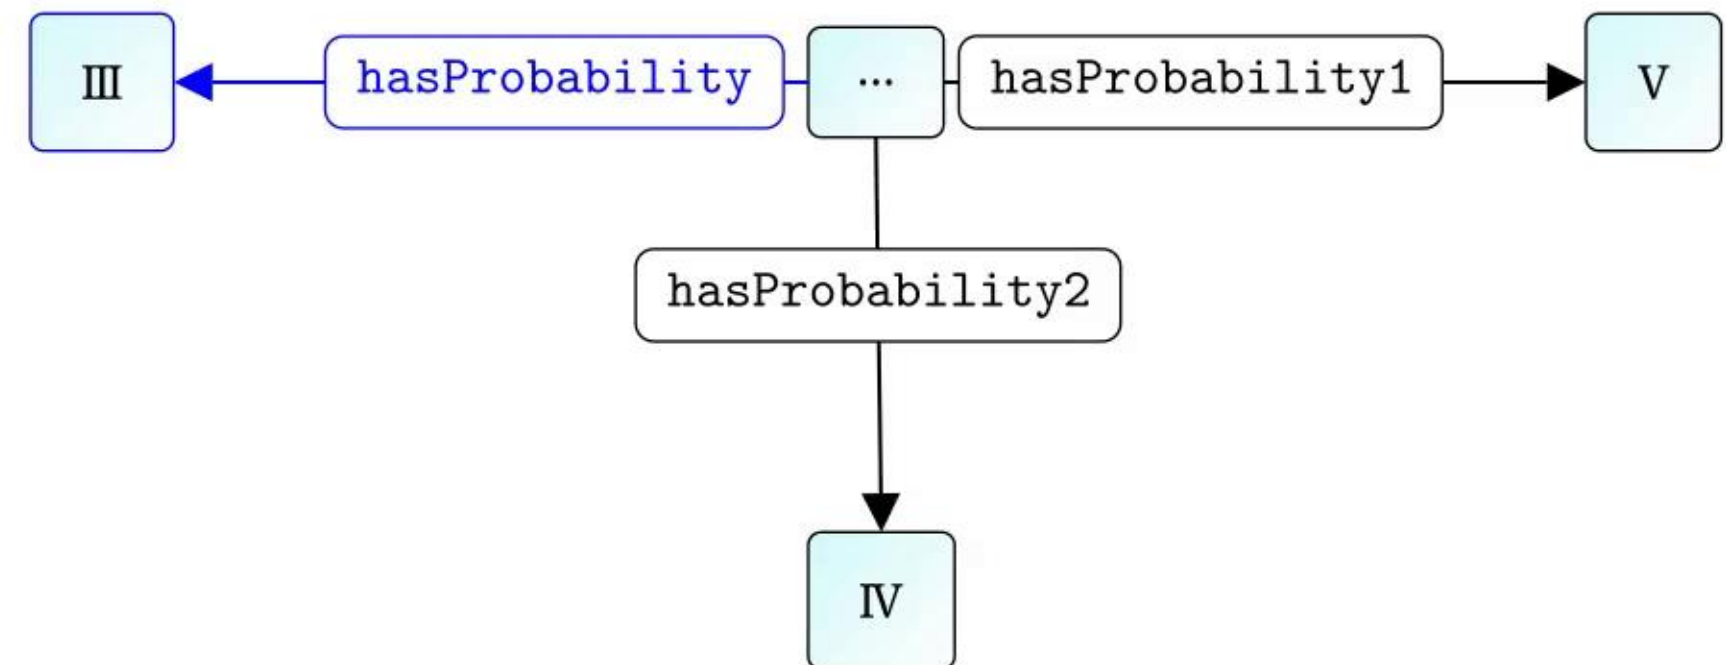 Ⅲ hasProbability ... hasProbability1 Ⅴ
hasProbability2
Ⅳ